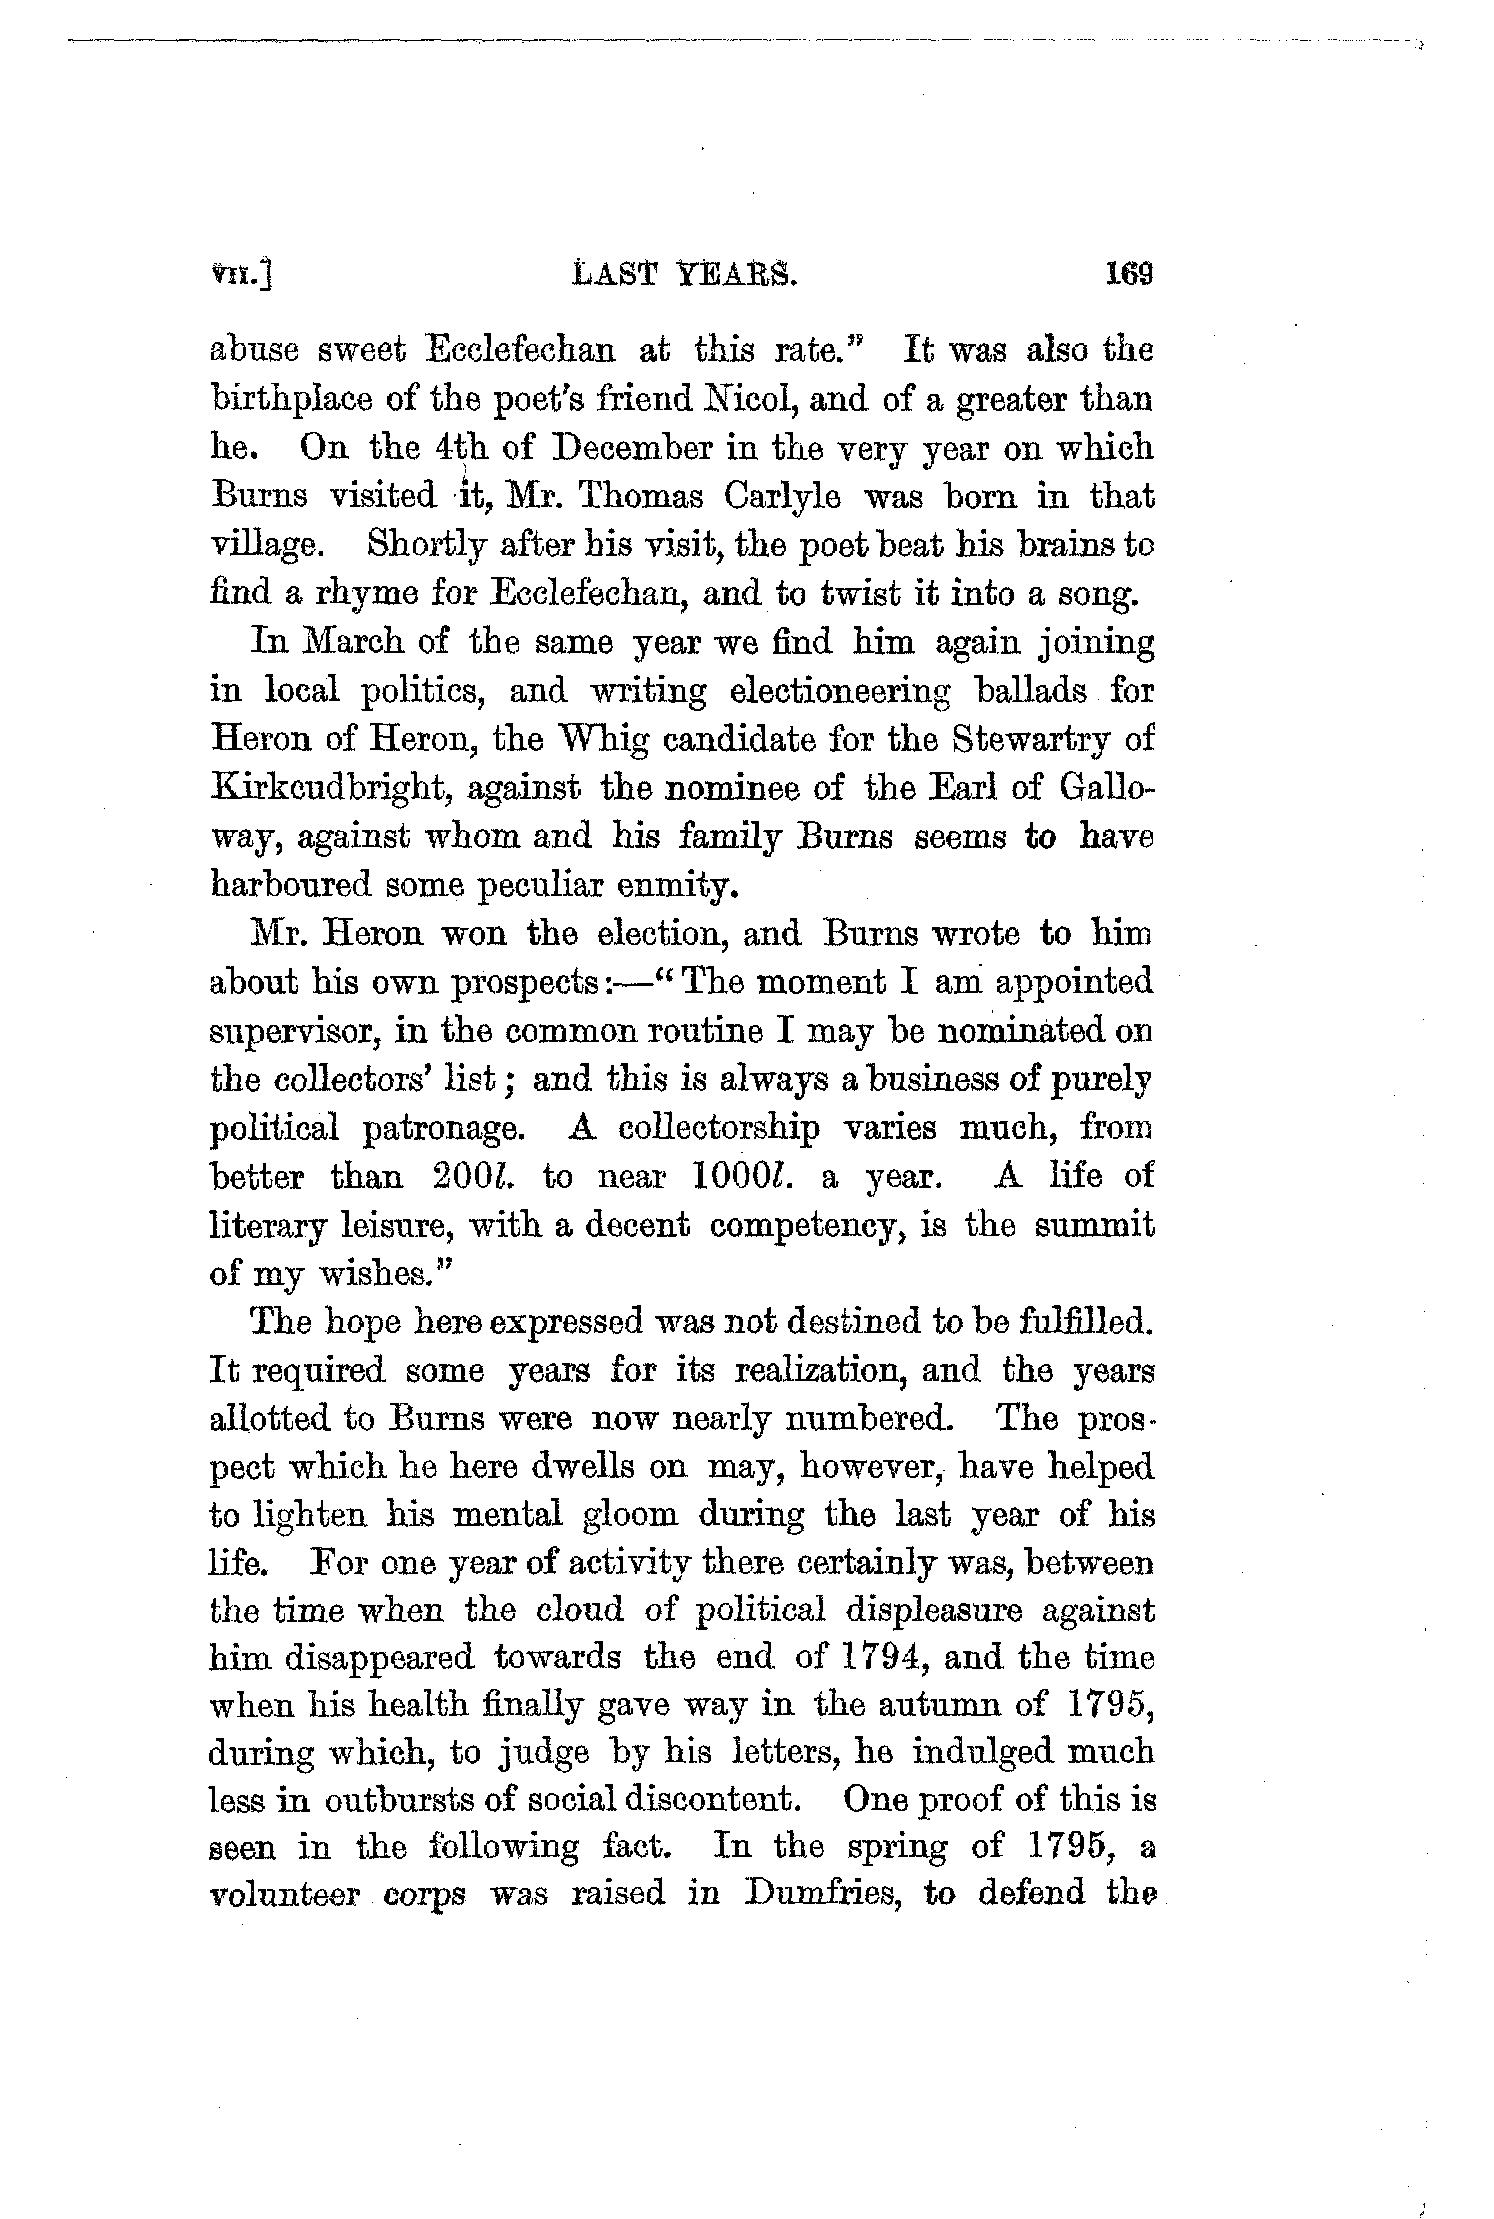 VII.] LAST YEARS. 169
abuse sweet Ecclefechan at this rate.” It was also the
birthplace of the poet's friend Nicol, and of a greater than
he. On the 4th of December in the very year on which
Burns visited it, Mr. Thomas Carlyle was born in that
village. Shortly after his visit, the poet beat his brains to
find a rhyme for Ecclefechan, and to twist it into a song.
In March of the same year we find him again joining
in local politics, and writing electioneering ballads for
Heron of Heron, the Whig candidate for the Stewartry of
Kirkcudbright, against the nominee of the Earl of Gallo-
way, against whom and his family Burns seems to have
harboured some peculiar enmity.
Mr. Heron won the election, and Burns wrote to him
about his own prospects:—“ The moment I am appointed
supervisor, in the common routine I may be nominated on
the collectors' list ; and this is always a business of purely
political patronage. A collectorship varies much, from
better than 200l. to near 1000l. a year. A life of
literary leisure, with a decent competency, is the summit
of my wishes.”
The hope here expressed was not destined to be fulfilled.
It required some years for its realization, and the years
allotted to Burns were now nearly numbered. The pros-
pect which he here dwells on may, however, have helped
to lighten his mental gloom during the last year of his
life. For one year of activity there certainly was, between
the time when the cloud of political displeasure against
him disappeared towards the end of 1794, and the time
when his health finally gave way in the autumn of 1795,
during which, to judge by his letters, he indulged much
less in outbursts of social discontent. One proof of this is
seen in the following fact. In the spring of 1795, a
volunteer corps was raised in Dumfries, to defend the